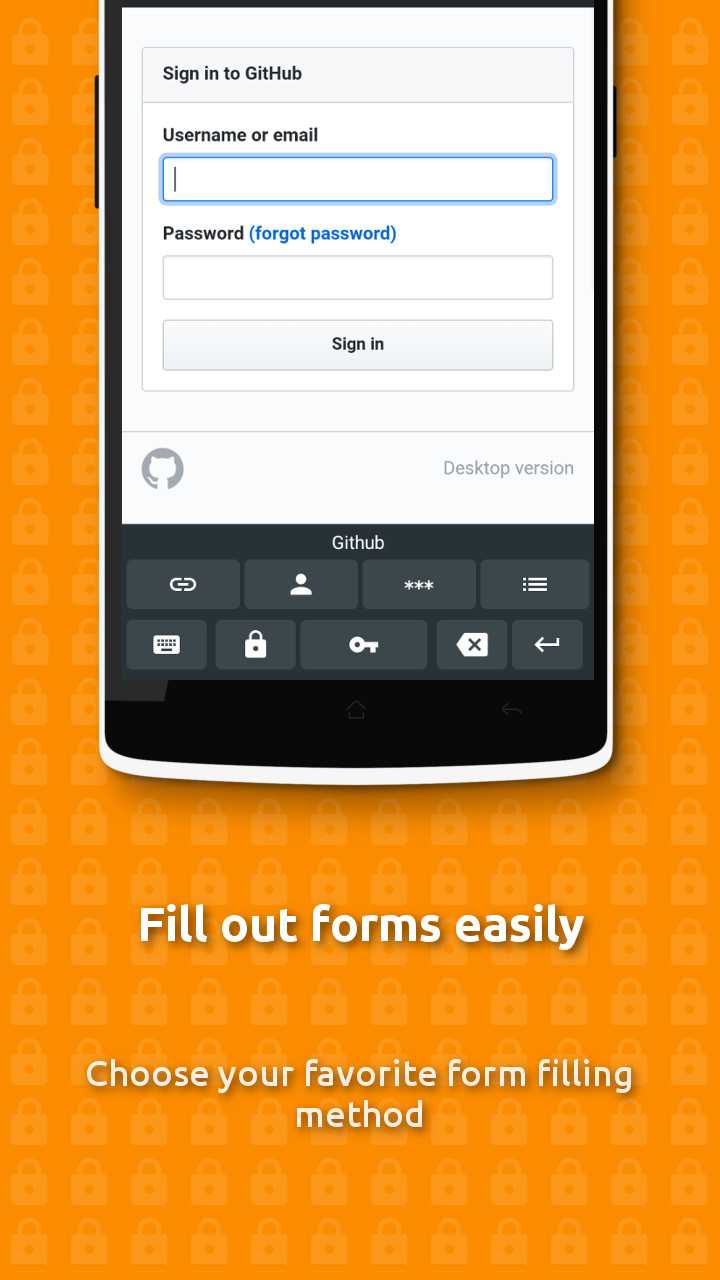 Sign in to GitHub
Username or email
Password (forgot password)
Sign in
Desktop version
Github
***
Fill out forms easily
Choose your favorite form filling
method